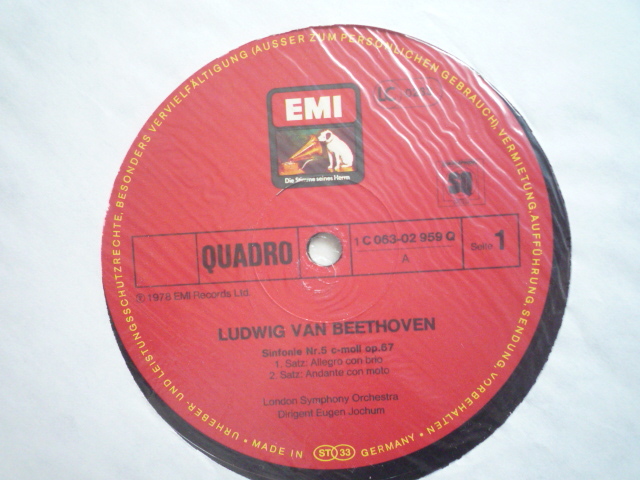 URHEBER- UND LEISTUNGSSCHUTZRECHTE, BESONDERS VERVIELFÄLTIGUNG (AUSSER ZUM PERSÖNLICHEN GEBRAUCH), VERMIETUNG, AUFFÜHRUNG, SENDUNG, VORBEHALTEN
EMI
Die Stimme seines Herrn
LC
SQ
QUADRO
1 C 063-02 959 Q
A
Seite 1
℗ 1978 EMI Records Ltd.
LUDWIG VAN BEETHOVEN
Sinfonie Nr.5 c-moll op.67
1. Satz: Allegro con brio
2. Satz: Andante con moto
London Symphony Orchestra
Dirigent Eugen Jochum
• MADE IN STO 33 GERMANY •